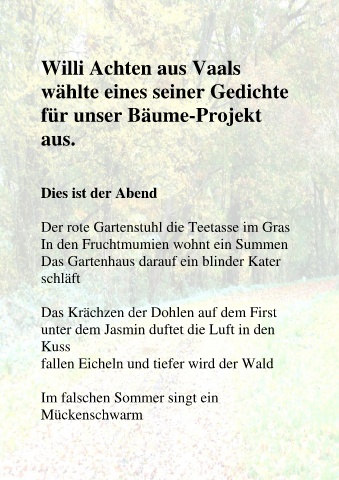 Willi Achten aus Vaals
wählte eines seiner Gedichte
für unser Bäume-Projekt
aus.
Dies ist der Abend
Der rote Gartenstuhl die Teetasse im Gras
In den Fruchtmumien wohnt ein Summen
Das Gartenhaus darauf ein blinder Kater
schläft
Das Krächzen der Dohlen auf dem First
unter dem Jasmin duftet die Luft in den
Kuss
fallen Eicheln und tiefer wird der Wald
Im falschen Sommer singt ein
Mückenschwarm